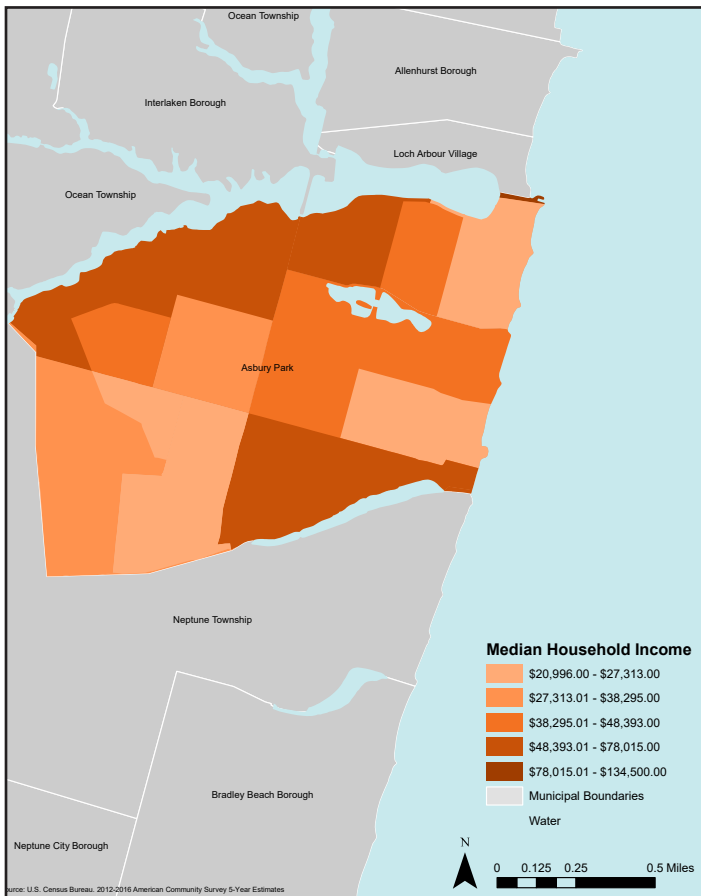 Ocean Township
Allenhurst Borough
Interlaken Borough
Loch Arbour Village
Ocean Township
Asbury Park
Neptune Township
Median Household Income
$20,996.00 - $27,313.00
$27,313.01 - $38,295.00
$38,295.01 - $48,393.00
$48,393.01 - $78,015.00
$78,015.01 - $134,500.00
Municipal Boundaries
Water
Bradley Beach Borough
Neptune City Borough
N
0 0.125 0.25 0.5 Miles
ource: U.S. Census Bureau. 2012-2016 American Community Survey 5-Year Estimates